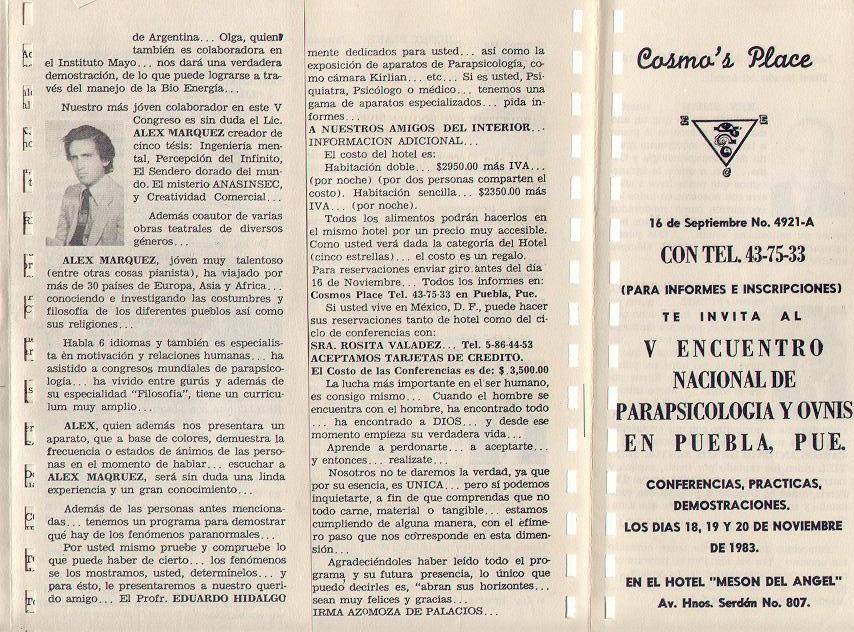 de Argentina... Olga, quien
también es colaboradora en
el Instituto Mayo... nos dará una verdadera
demostración, de lo que puede lograrse a tra-
vés del manejo de la Bio Energía...
Nuestro más jóven colaborador en este V
Congreso es sin duda el Lic.
ALEX MARQUEZ creador de
cinco tésis: Ingeniería men-
tal, Percepción del Infinito,
El Sendero dorado del mun-
do. El misterio ANASINSEC,
y Creatividad Comercial...
Además coautor de varias
obras teatrales de diversos
géneros...
ALEX MARQUEZ, jóven muy talentoso
(entre otras cosas pianista), ha viajado por
más de 30 países de Europa, Asia y Africa...
conociendo e investigando las costumbres y
filosofía de los diferentes pueblos así como
sus religiones...
Habla 6 idiomas y también es especialis-
ta en motivación y relaciones humanas... ha
asistido a congresos mundiales de parapsico-
logía... ha vivido entre gurús y además de
su especialidad "Filosofía", tiene un currícu-
lum muy amplio...
ALEX, quien además nos presentara un
aparato, que a base de colores, demuestra la
frecuencia o estados de ánimos de las perso-
nas en el momento de hablar... escuchar a
ALEX MAQRUEZ, será sin duda una linda
experiencia y un gran conocimiento...
Además de las personas antes menciona-
das... tenemos un programa para demostrar
qué hay de los fenómenos paranormales...
Por usted mismo pruebe y compruebe lo
que puede haber de cierto... los fenómenos
se los mostramos, usted, determínelos... y
para ésto, le presentaremos a nuestro queri-
do amigo... El Profr. EDUARDO HIDALGO
mente dedicados para usted... así como la
exposición de aparatos de Parapsicología, co-
mo cámara Kirlian... etc... Si es usted, Psi-
quiatra, Psicólogo o médico... tenemos una
gama de aparatos especializados... pida in-
formes...
A NUESTROS AMIGOS DEL INTERIOR...
INFORMACION ADICIONAL...
El costo del hotel es:
Habitación doble... $2950.00 más IVA...
(por noche) (por dos personas comparten el
costo). Habitación sencilla... $2350.00 más
IVA... (por noche).
Todos los alimentos podrán hacerlos en
el mismo hotel por un precio muy accesible.
Como usted verá dada la categoría del Hotel
(cinco estrellas)... el costo es un regalo.
Para reservaciones enviar giro antes del día
16 de Noviembre... Todos los informes en:
Cosmos Place Tel. 43-75-33 en Puebla, Pue.
Si usted vive en México, D. F., puede hacer
sus reservaciones tanto de hotel como del ci-
clo de conferencias con:
SRA. ROSITA VALADEZ... Tel. 5-86-44-53
ACEPTAMOS TARJETAS DE CREDITO.
El Costo de las Conferencias es de: $ 3,500.00
La lucha más importante en el ser humano,
es consigo mismo... Cuando el hombre se
encuentra con el hombre, ha encontrado todo
... ha encontrado a DIOS... y desde ese
momento empieza su verdadera vida...
Aprende a perdonarte... a aceptarte...
y entonces... realízate...
Nosotros no te daremos la verdad, ya que
por su esencia, es UNICA... pero sí podemos
inquietarte, a fin de que comprendas que no
todo carne, material o tangible... estamos
cumpliendo de alguna manera, con el efíme-
ro paso que nos corresponde en esta dimen-
sión...
Agradeciéndoles haber leído todo el pro-
grama y su futura presencia, lo único que
puedo decirles es, "abran sus horizontes...
sean muy felices y gracias...
IRMA AZOMOZA DE PALACIOS...
Cosmo's Place
16 de Septiembre No. 4921-A
CON TEL. 43-75-33
(PARA INFORMES E INSCRIPCIONES)
TE INVITA AL
V ENCUENTRO
NACIONAL DE
PARAPSICOLOGIA Y OVNIS
EN PUEBLA, PUE.
CONFERENCIAS, PRACTICAS,
DEMOSTRACIONES.
LOS DIAS 18, 19 Y 20 DE NOVIEMBRE
DE 1983.
EN EL HOTEL "MESON DEL ANGEL"
Av. Hnos. Serdán No. 807.